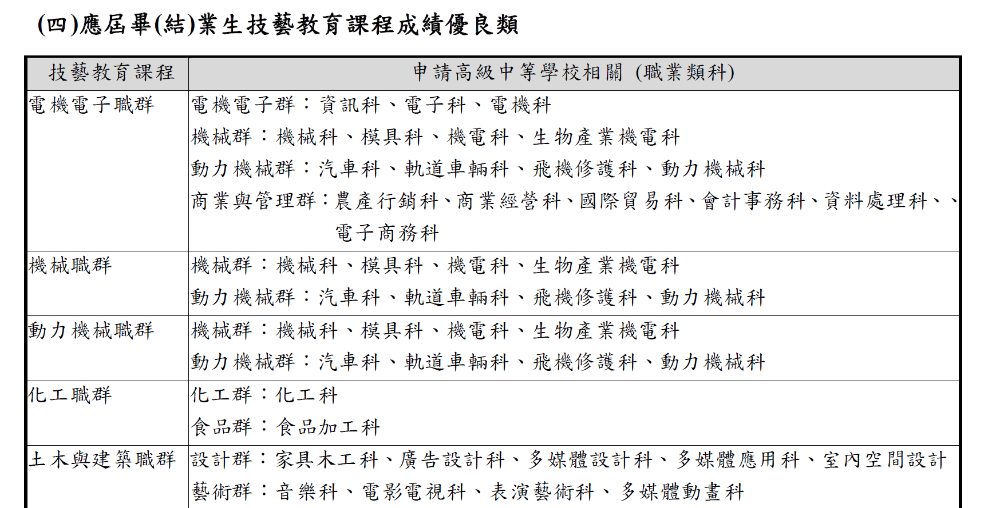 (四)應屆畢(結)業生技藝教育課程成績優良類
技藝教育課程 申請高級中等學校相關 (職業類科)
電機電子職群 電機電子群：資訊科、電子科、電機科
機械群：機械科、模具科、機電科、生物產業機電科
動力機械群：汽車科、軌道車輛科、飛機修護科、動力機械科
商業與管理群：農產行銷科、商業經營科、國際貿易科、會計事務科、資料處理科、、
電子商務科
機械職群 機械群：機械科、模具科、機電科、生物產業機電科
動力機械群：汽車科、軌道車輛科、飛機修護科、動力機械科
動力機械職群 機械群：機械科、模具科、機電科、生物產業機電科
動力機械群：汽車科、軌道車輛科、飛機修護科、動力機械科
化工職群 化工群：化工科
食品群：食品加工科
土木與建築職群 設計群：家具木工科、廣告設計科、多媒體設計科、多媒體應用科、室內空間設計
藝術群：音樂科、電影電視科、表演藝術科、多媒體動畫科